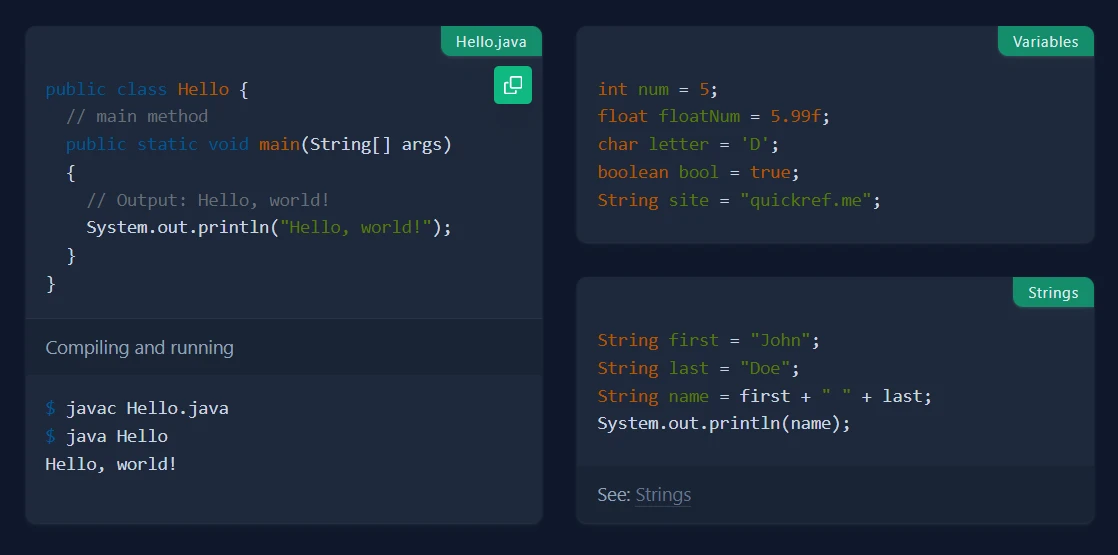 Hello.java
public class Hello {
  // main method
  public static void main(String[] args)
  {
    // Output: Hello, world!
    System.out.println("Hello, world!");
  }
}
Compiling and running
$ javac Hello.java
$ java Hello
Hello, world!
Variables
int num = 5;
float floatNum = 5.99f;
char letter = 'D';
boolean bool = true;
String site = "quickref.me";
Strings
String first = "John";
String last = "Doe";
String name = first + " " + last;
System.out.println(name);
See: Strings